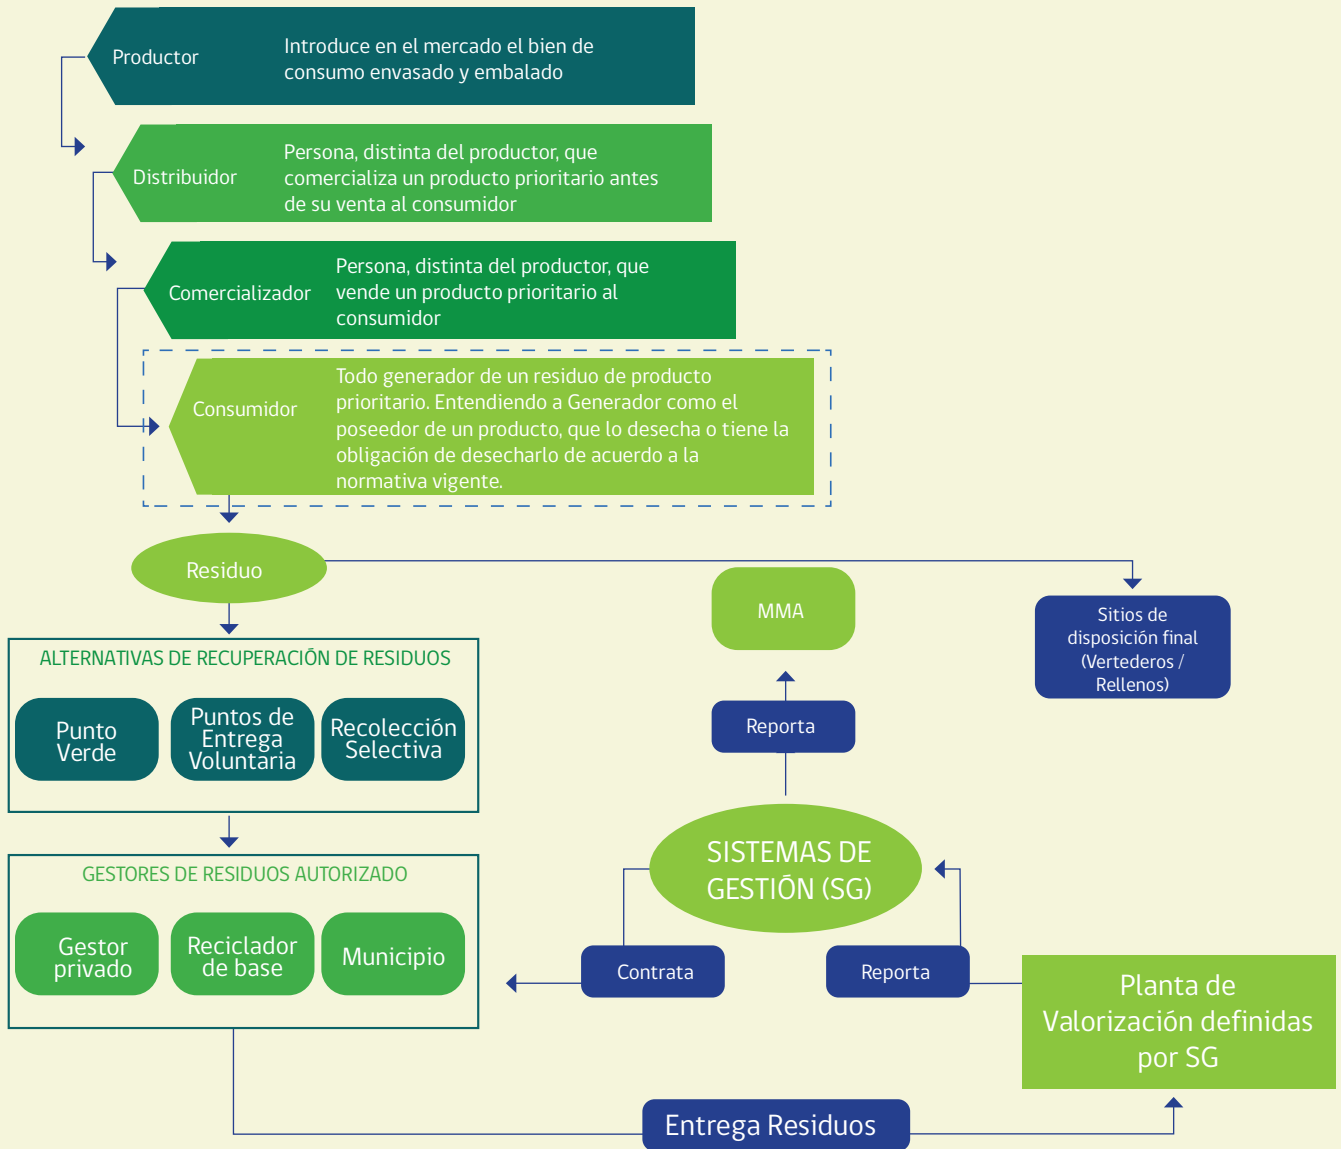 Productor
Introduce en el mercado el bien de
consumo envasado y embalado
Distribuidor
Persona, distinta del productor, que
comercializa un producto prioritario antes
de su venta al consumidor
Comercializador
Persona, distinta del productor, que
vende un producto prioritario al
consumidor
Consumidor
Todo generador de un residuo de producto
prioritario. Entendiendo a Generador como el
poseedor de un producto, que lo desecha o tiene la
obligación de desecharlo de acuerdo a la
normativa vigente.
Residuo
MMA
Sitios de
disposición final
(Vertederos /
Rellenos)
ALTERNATIVAS DE RECUPERACIÓN DE RESIDUOS
Punto
Verde
Puntos de
Entrega
Voluntaria
Recolección
Selectiva
Reporta
SISTEMAS DE
GESTIÓN (SG)
GESTORES DE RESIDUOS AUTORIZADO
Gestor
privado
Reciclador
de base
Municipio
Contrata
Reporta
Planta de
Valorización definidas
por SG
Entrega Residuos